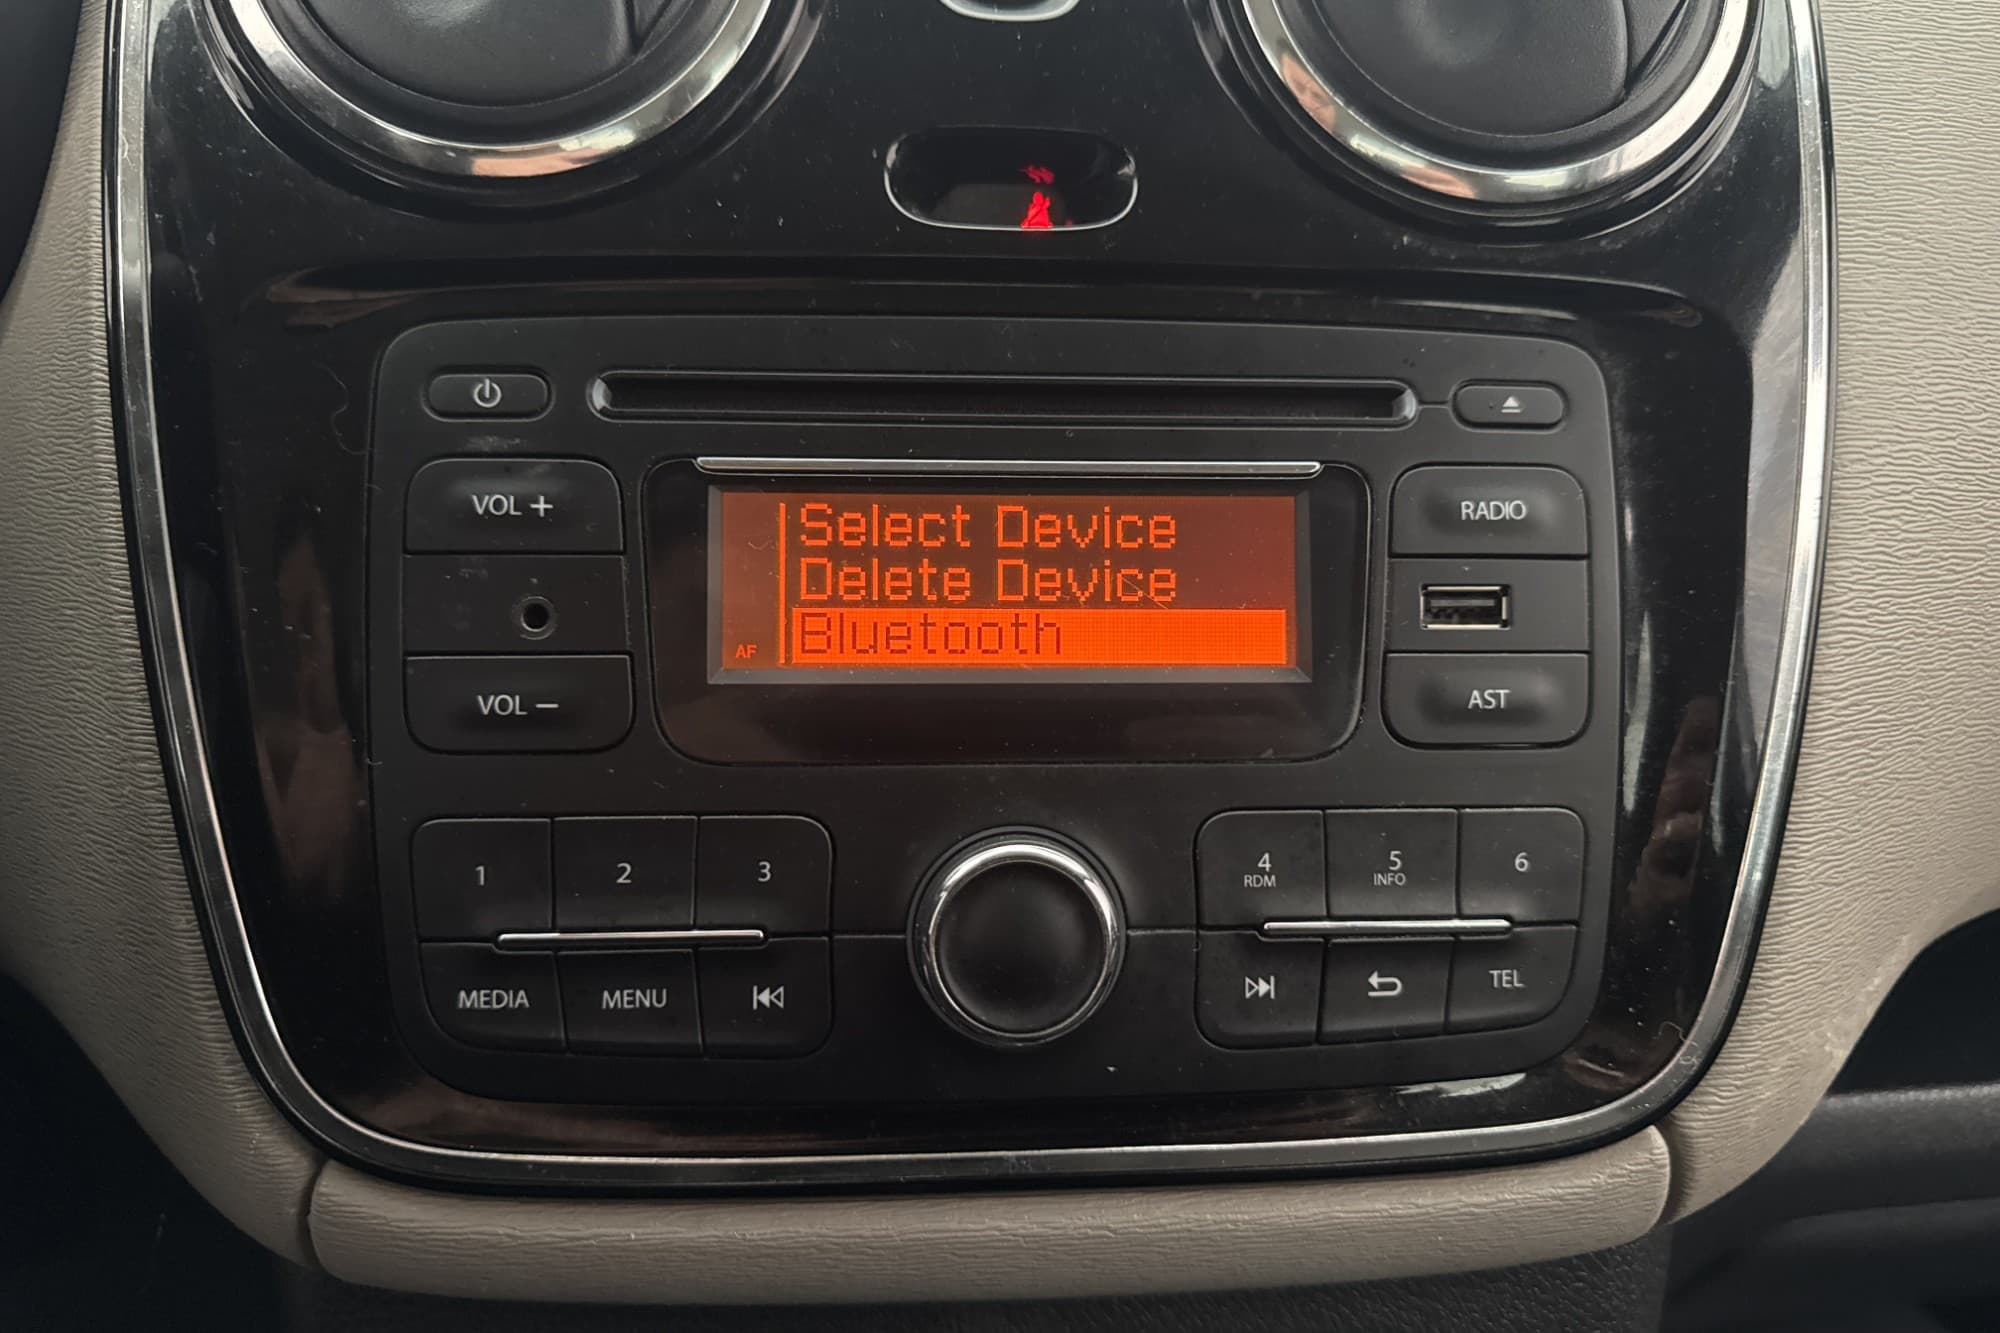 VOL +
RADIO
Select Device
Delete Device
Bluetooth
AF
VOL −
AST
1
2
3
4
RDM
5
INFO
6
MEDIA
MENU
TEL